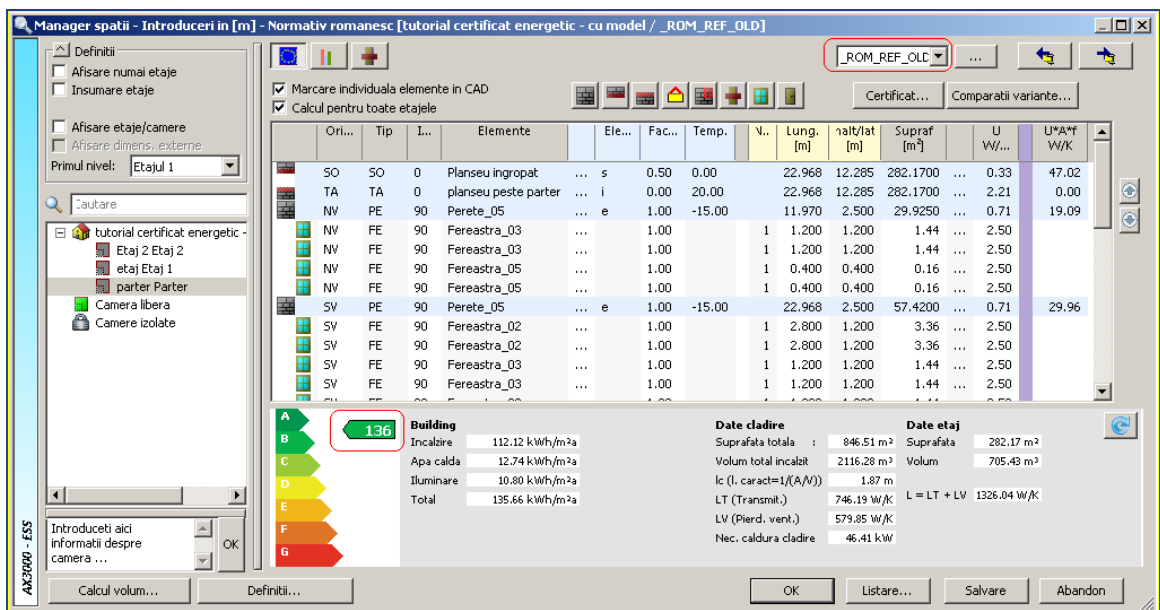 Manager spatii - Introduceri in [m] - Normativ romanesc [tutorial certificat energetic - cu model / _ROM_REF_OLD]
Definitii
Afisare numai etaje
Insumare etaje
Afisare etaje/camere
Afisare dimens. externe
Primul nivel: Etajul 1
Cautare
tutorial certificat energetic -
Etaj 2 Etaj 2
etaj Etaj 1
parter Parter
Camera libera
Camere izolate
Introduceti aici
informatii despre
camera ...
OK
AX3000 - ESS
_ROM_REF_OLD ...
Marcare individuala elemente in CAD
Calcul pentru toate etajele
Certificat... Comparatii variante...
Ori... Tip I... Elemente Ele... Fac... Temp. Lung. nalt/lat Supraf U U*A*f
[m] [m] [m²] W/... W/K
SO SO 0 Planseu ingropat ... s 0.50 0.00 22.968 12.285 282.1700 ... 0.33 47.02
TA TA 0 planseu peste parter ... i 0.00 20.00 22.968 12.285 282.1700 ... 2.21 0.00
NV PE 90 Perete_05 ... e 1.00 -15.00 11.970 2.500 29.9250 ... 0.71 19.09
NV FE 90 Fereastra_03 ... 1.00 1 1.200 1.200 1.44 ... 2.50
NV FE 90 Fereastra_03 ... 1.00 1 1.200 1.200 1.44 ... 2.50
NV FE 90 Fereastra_05 ... 1.00 1 0.400 0.400 0.16 ... 2.50
NV FE 90 Fereastra_05 ... 1.00 1 0.400 0.400 0.16 ... 2.50
SV PE 90 Perete_05 ... e 1.00 -15.00 22.968 2.500 57.4200 ... 0.71 29.96
SV FE 90 Fereastra_02 ... 1.00 1 2.800 1.200 3.36 ... 2.50
SV FE 90 Fereastra_02 ... 1.00 1 2.800 1.200 3.36 ... 2.50
SV FE 90 Fereastra_03 ... 1.00 1 1.200 1.200 1.44 ... 2.50
SV FE 90 Fereastra_03 ... 1.00 1 1.200 1.200 1.44 ... 2.50
A
B
C
D
E
F
G
136
Building
Incalzire 112.12 kWh/m²a
Apa calda 12.74 kWh/m²a
Iluminare 10.80 kWh/m²a
Total 135.66 kWh/m²a
Date cladire
Suprafata totala : 846.51 m²
Volum total incalzit 2116.28 m³
lc (l. caract=1/(A/V)) 1.87 m
LT (Transmit.) 746.19 W/K
LV (Pierd. vent.) 579.85 W/K
Nec. caldura cladire 46.41 kW
Date etaj
Suprafata 282.17 m²
Volum 705.43 m³
L = LT + LV 1326.04 W/K
Calcul volum... Definitii... OK Listare... Salvare Abandon